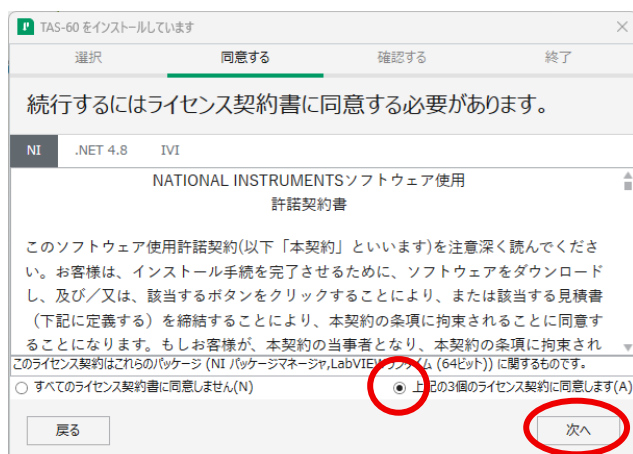 TAS-60 をインストールしています
選択 同意する 確認する 終了
続行するにはライセンス契約書に同意する必要があります。
NI .NET 4.8 IVI
NATIONAL INSTRUMENTSソフトウェア使用
許諾契約書
このソフトウェア使用許諾契約(以下「本契約」といいます)を注意深く読んでくださ
い。お客様は、インストール手続を完了させるために、ソフトウェアをダウンロード
し、及び/又は、該当するボタンをクリックすることにより、または該当する見積書
（下記に定義する）を締結することにより、本契約の条項に拘束されることに同意す
ることになります。もしお客様が、本契約の当事者となり、本契約の条項に拘束され
このライセンス契約はこれらのパッケージ (NI パッケージマネージャ,LabVIEWランタイム (64ビット)) に関するものです。
すべてのライセンス契約書に同意しません(N) 上記の3個のライセンス契約に同意します(A)
戻る 次へ